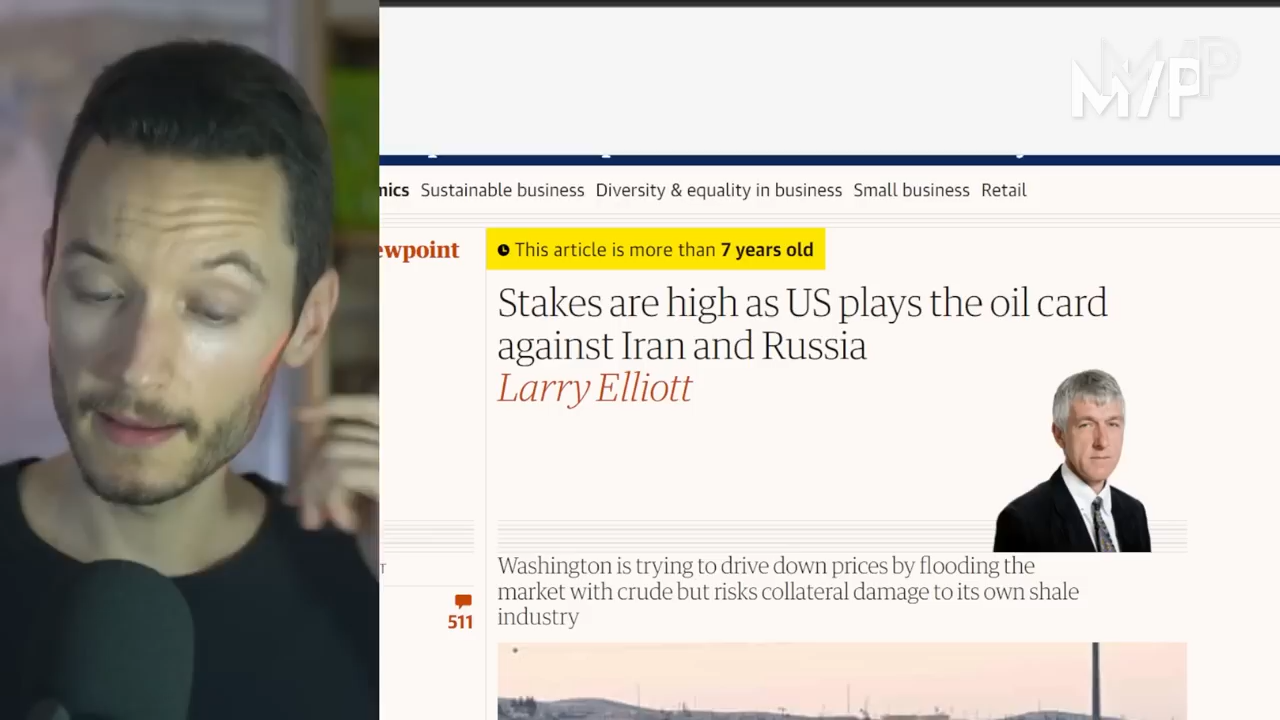 M/P
mics Sustainable business Diversity & equality in business Small business Retail
ewpoint
This article is more than 7 years old
Stakes are high as US plays the oil card
against Iran and Russia
Larry Elliott
Washington is trying to drive down prices by flooding the
market with crude but risks collateral damage to its own shale
industry
511